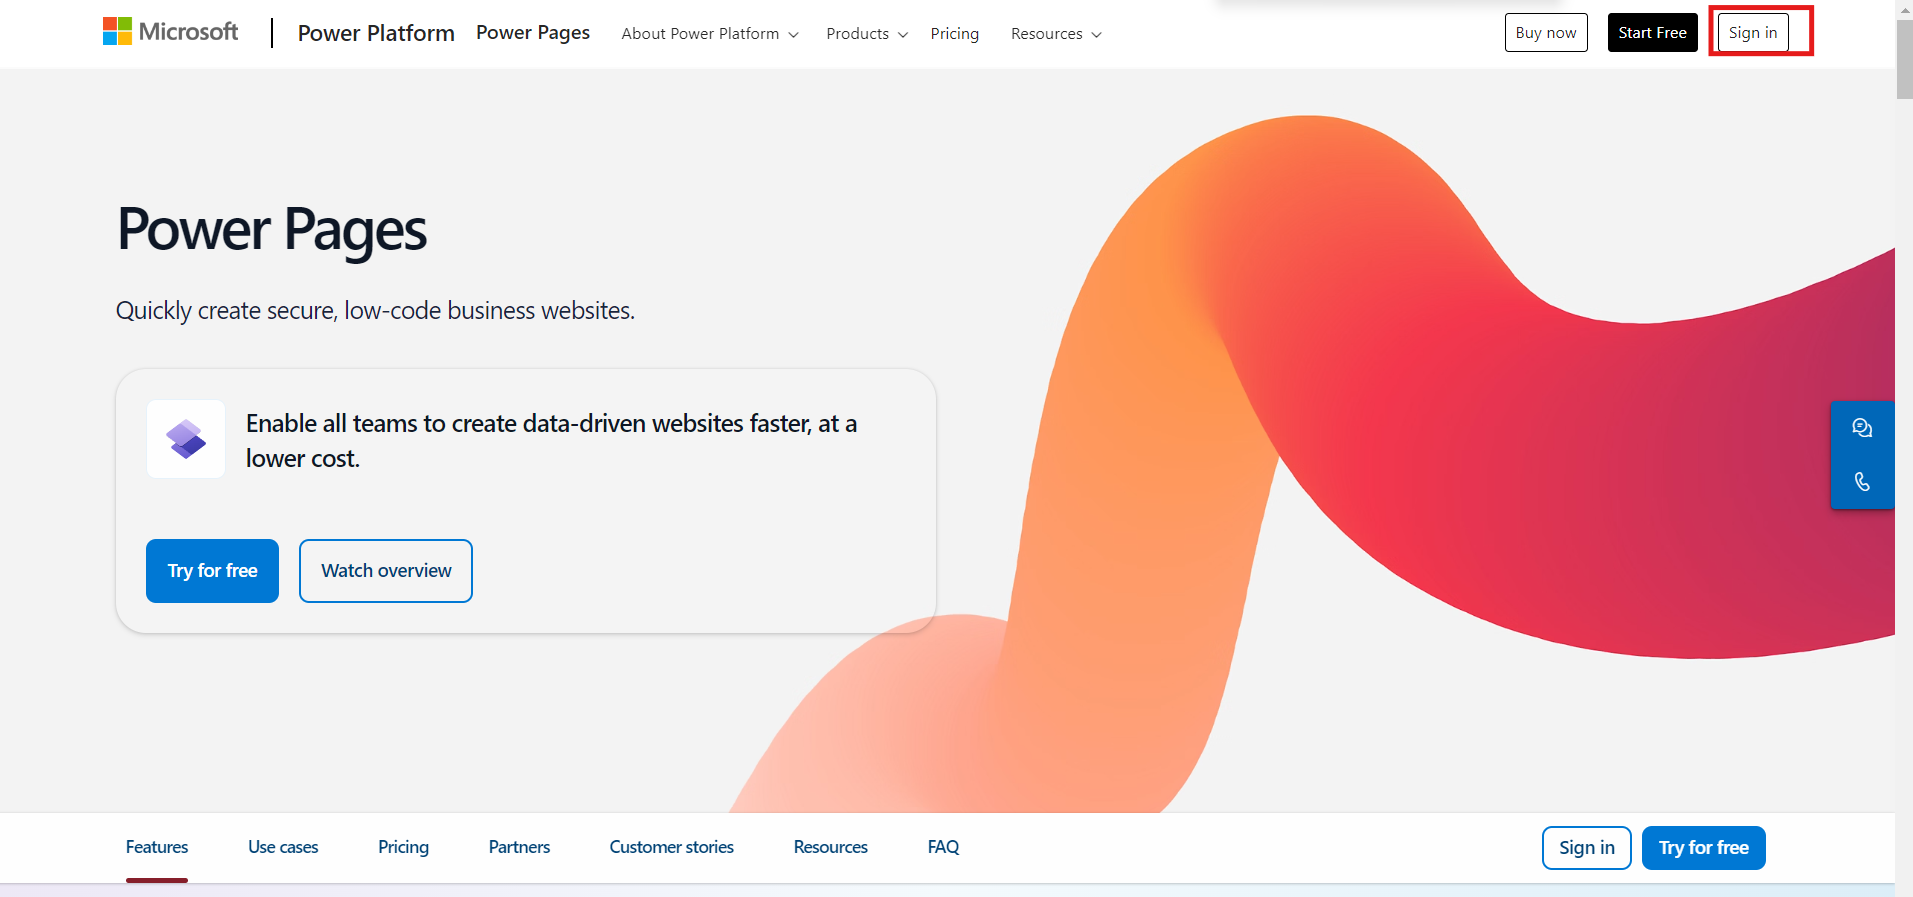 Microsoft Power Platform Power Pages About Power Platform Products Pricing Resources Buy now Start Free Sign in
Power Pages
Quickly create secure, low-code business websites.
Enable all teams to create data-driven websites faster, at a
lower cost.
Try for free Watch overview
Features Use cases Pricing Partners Customer stories Resources FAQ Sign in Try for free